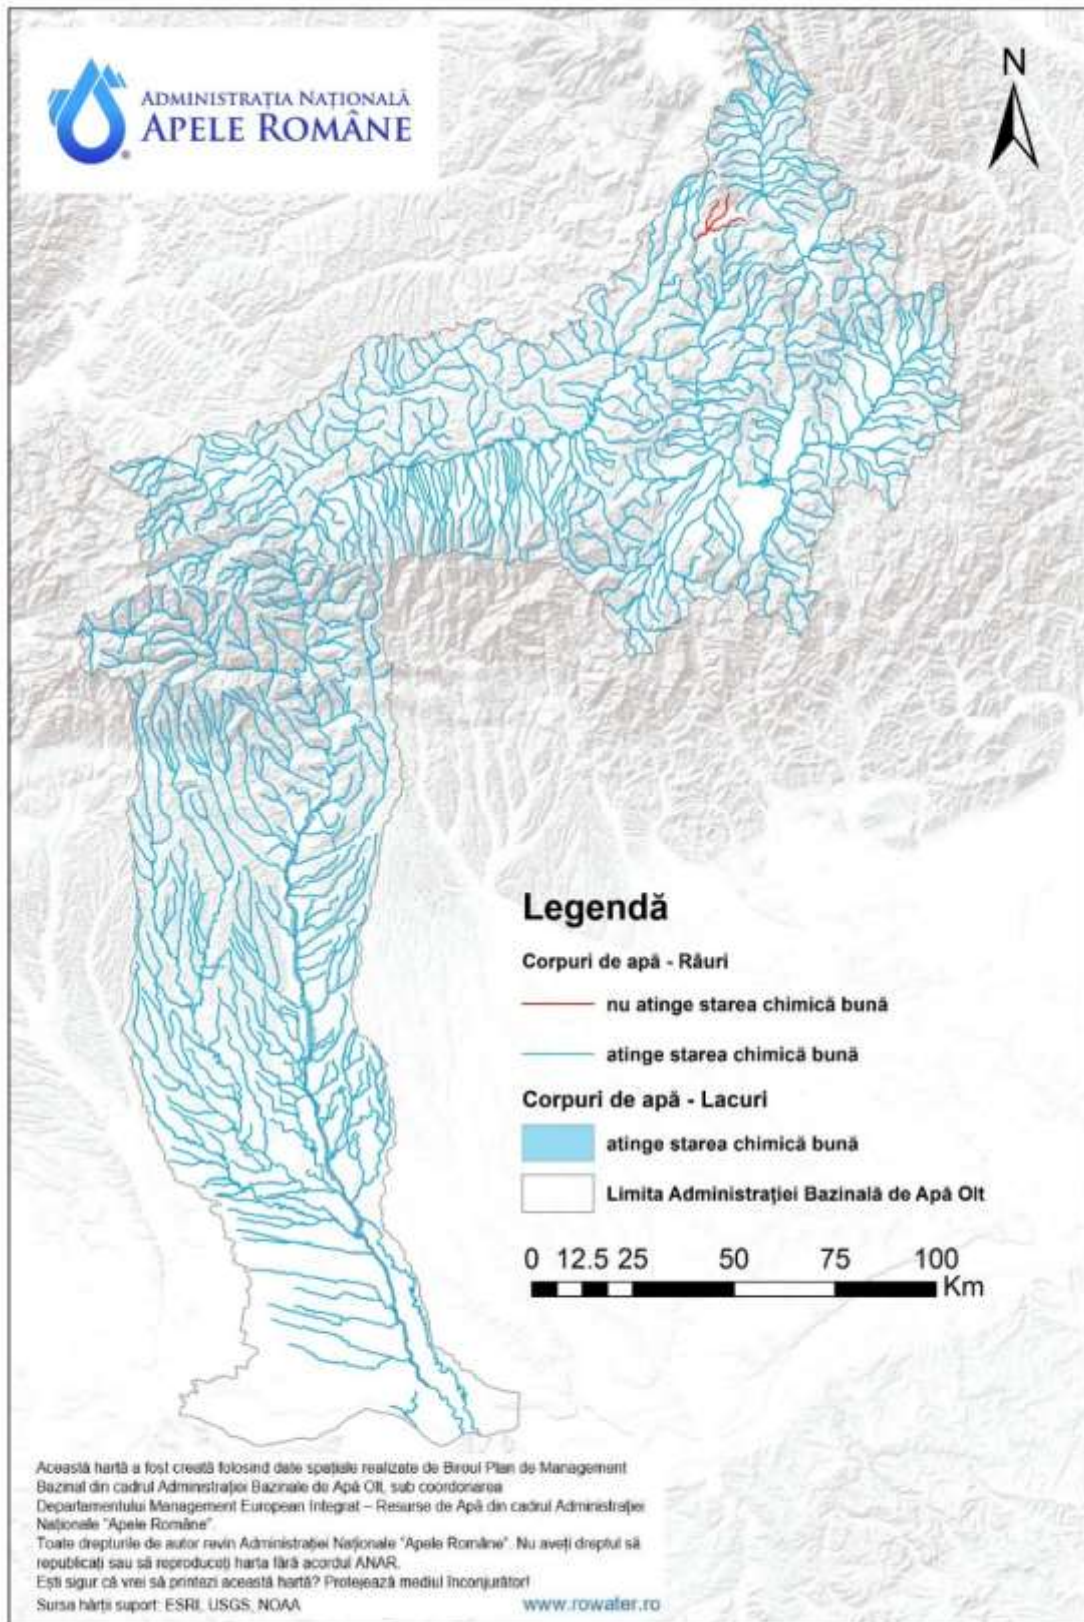 ADMINISTRAȚIA NAȚIONALĂ
APELE ROMÂNE
®
N
Legendă
Corpuri de apă - Râuri
nu atinge starea chimică bună
atinge starea chimică bună
Corpuri de apă - Lacuri
atinge starea chimică bună
Limita Administrației Bazinală de Apă Olt
0 12.5 25 50 75 100
Km
Această hartă a fost creată folosind date spațiale realizate de Biroul Plan de Management
Bazinal din cadrul Administrației Bazinale de Apă Olt, sub coordonarea
Departamentului Management European Integrat – Resurse de Apă din cadrul Administrației
Naționale "Apele Române".
Toate drepturile de autor revin Administrației Naționale "Apele Române". Nu aveți dreptul să
republicați sau să reproduceți harta fără acordul ANAR.
Ești sigur că vrei să printezi această hartă? Protejează mediul înconjurător!
Sursa hărții suport: ESRI, USGS, NOAA
www.rowater.ro